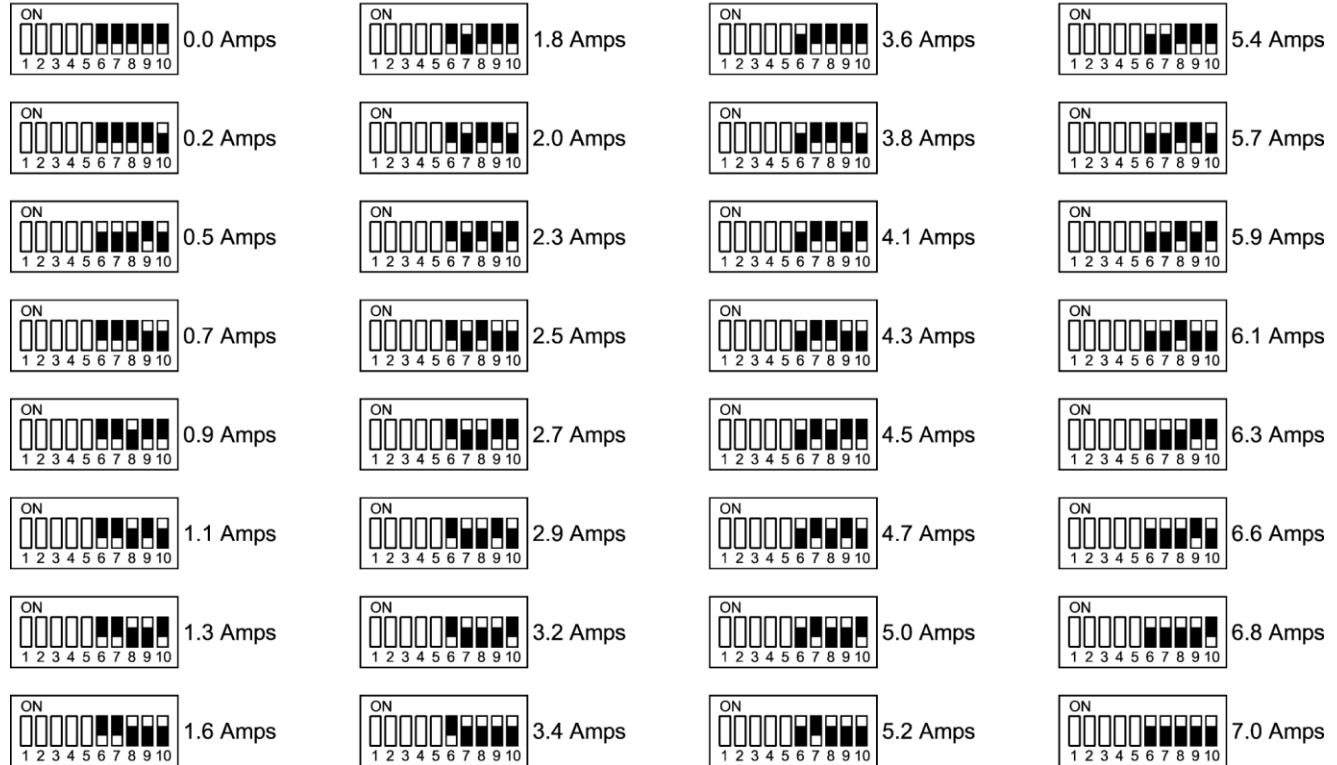 ON ON ON ON
0.0 Amps 1.8 Amps 3.6 Amps 5.4 Amps
1 2 3 4 5 6 7 8 9 10 1 2 3 4 5 6 7 8 9 10 1 2 3 4 5 6 7 8 9 10 1 2 3 4 5 6 7 8 9 10
ON ON ON ON
0.2 Amps 2.0 Amps 3.8 Amps 5.7 Amps
1 2 3 4 5 6 7 8 9 10 1 2 3 4 5 6 7 8 9 10 1 2 3 4 5 6 7 8 9 10 1 2 3 4 5 6 7 8 9 10
ON ON ON ON
0.5 Amps 2.3 Amps 4.1 Amps 5.9 Amps
1 2 3 4 5 6 7 8 9 10 1 2 3 4 5 6 7 8 9 10 1 2 3 4 5 6 7 8 9 10 1 2 3 4 5 6 7 8 9 10
ON ON ON ON
0.7 Amps 2.5 Amps 4.3 Amps 6.1 Amps
1 2 3 4 5 6 7 8 9 10 1 2 3 4 5 6 7 8 9 10 1 2 3 4 5 6 7 8 9 10 1 2 3 4 5 6 7 8 9 10
ON ON ON ON
0.9 Amps 2.7 Amps 4.5 Amps 6.3 Amps
1 2 3 4 5 6 7 8 9 10 1 2 3 4 5 6 7 8 9 10 1 2 3 4 5 6 7 8 9 10 1 2 3 4 5 6 7 8 9 10
ON ON ON ON
1.1 Amps 2.9 Amps 4.7 Amps 6.6 Amps
1 2 3 4 5 6 7 8 9 10 1 2 3 4 5 6 7 8 9 10 1 2 3 4 5 6 7 8 9 10 1 2 3 4 5 6 7 8 9 10
ON ON ON ON
1.3 Amps 3.2 Amps 5.0 Amps 6.8 Amps
1 2 3 4 5 6 7 8 9 10 1 2 3 4 5 6 7 8 9 10 1 2 3 4 5 6 7 8 9 10 1 2 3 4 5 6 7 8 9 10
ON ON ON ON
1.6 Amps 3.4 Amps 5.2 Amps 7.0 Amps
1 2 3 4 5 6 7 8 9 10 1 2 3 4 5 6 7 8 9 10 1 2 3 4 5 6 7 8 9 10 1 2 3 4 5 6 7 8 9 10